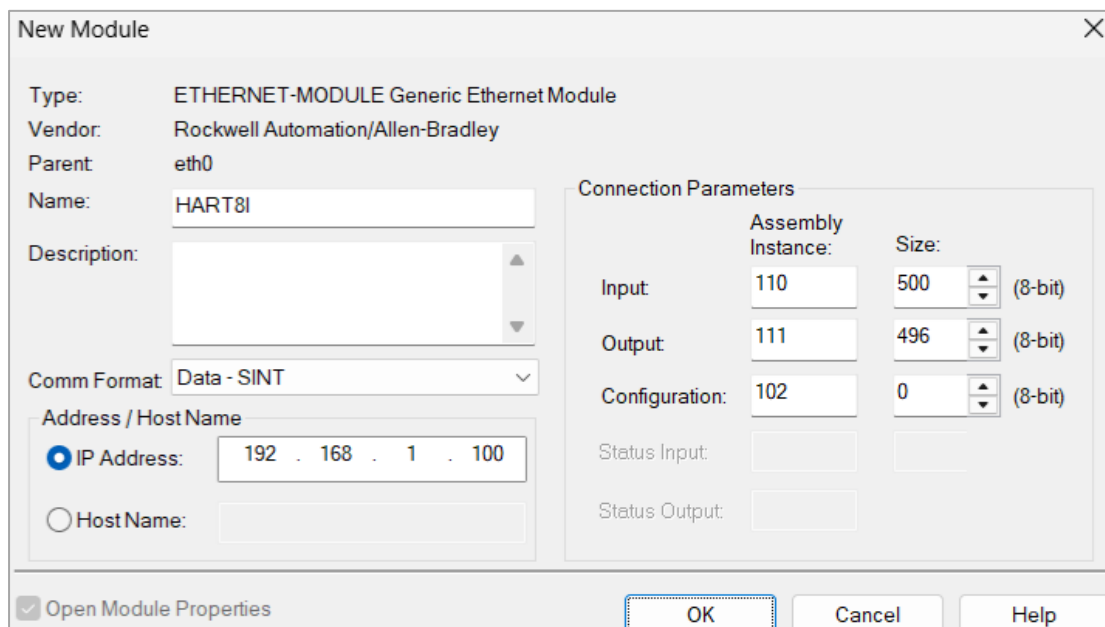 New Module
Type: ETHERNET-MODULE Generic Ethernet Module
Vendor: Rockwell Automation/Allen-Bradley
Parent: eth0
Name: HART8I
Description:
Comm Format: Data - SINT
Address / Host Name
IP Address: 192 . 168 . 1 . 100
Host Name:
Connection Parameters
Assembly
Instance: Size:
Input: 110 500 (8-bit)
Output: 111 496 (8-bit)
Configuration: 102 0 (8-bit)
Status Input:
Status Output:
Open Module Properties
OK Cancel Help